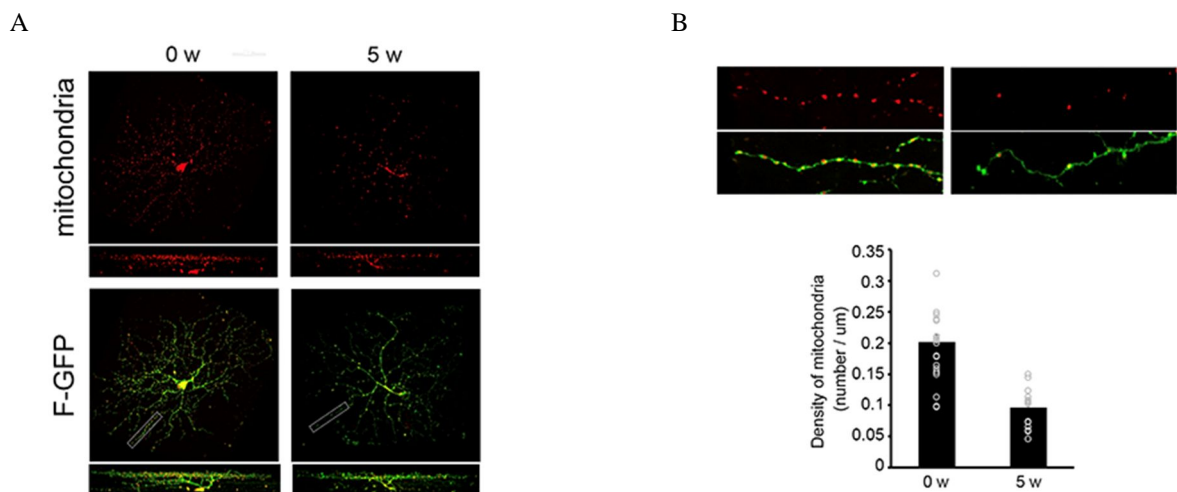 A
B
0 w
5 w
mitochondria
F-GFP
Density of mitochondria
(number / um)
0.35
0.3
0.25
0.2
0.15
0.1
0.05
0
0 w
5 w